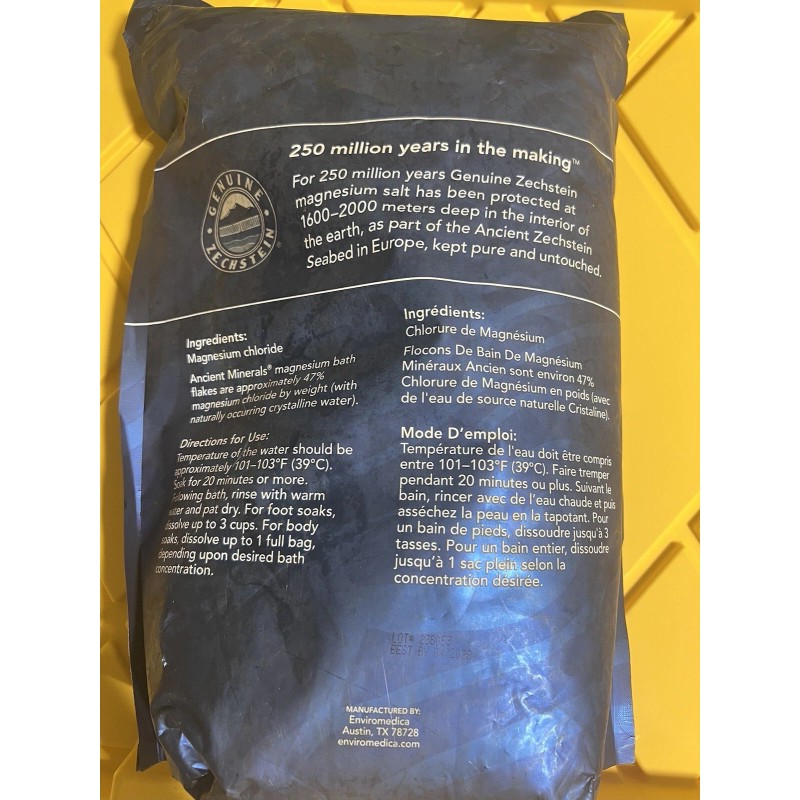 250 million years in the making™
GENUINE ZECHSTEIN®
For 250 million years Genuine Zechstein
magnesium salt has been protected at
1600–2000 meters deep in the interior of
the earth, as part of the Ancient Zechstein
Seabed in Europe, kept pure and untouched.
Ingredients:
Magnesium chloride
Ancient Minerals® magnesium bath
flakes are approximately 47%
magnesium chloride by weight (with
naturally occurring crystalline water).
Directions for Use:
Temperature of the water should be
approximately 101–103°F (39°C).
Soak for 20 minutes or more.
Following bath, rinse with warm
water and pat dry. For foot soaks,
dissolve up to 3 cups. For body
soaks, dissolve up to 1 full bag,
depending upon desired bath
concentration.
Ingrédients:
Chlorure de Magnésium
Flocons De Bain De Magnésium
Minéraux Ancien sont environ 47%
Chlorure de Magnésium en poids (avec
de l'eau de source naturelle Cristaline).
Mode D'emploi:
Température de l'eau doit être compris
entre 101–103°F (39°C). Faire tremper
pendant 20 minutes ou plus. Suivant le
bain, rincer avec de l'eau chaude et puis
asséchez la peau en la tapotant. Pour
un bain de pieds, dissoudre jusqu'à 3
tasses. Pour un bain entier, dissoudre
jusqu'à 1 sac plein selon la
concentration désirée.
LOT#
BEST BY
MANUFACTURED BY:
Enviromedica
Austin, TX 78728
enviromedica.com